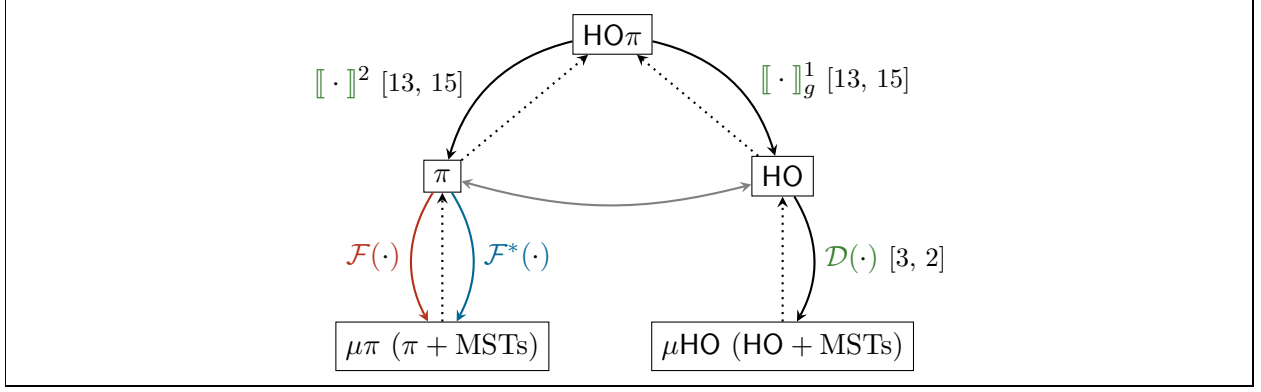 HOπ
⟦·⟧² [13, 15]
⟦·⟧¹_g [13, 15]
π
HO
𝓕(·)
𝓕*(·)
𝓓(·) [3, 2]
μπ (π + MSTs)
μHO (HO + MSTs)